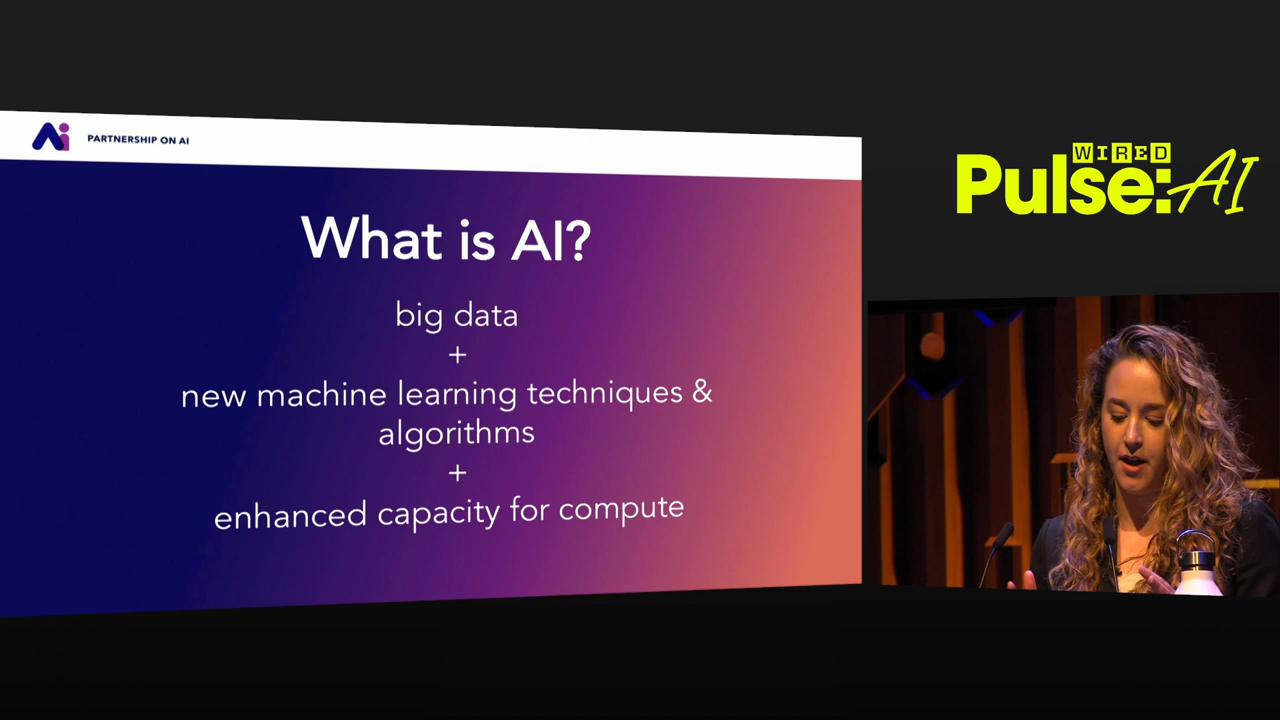 PARTNERSHIP ON AI
What is AI?
big data
+
new machine learning techniques &
algorithms
+
enhanced capacity for compute
WIRED
Pulse:AI